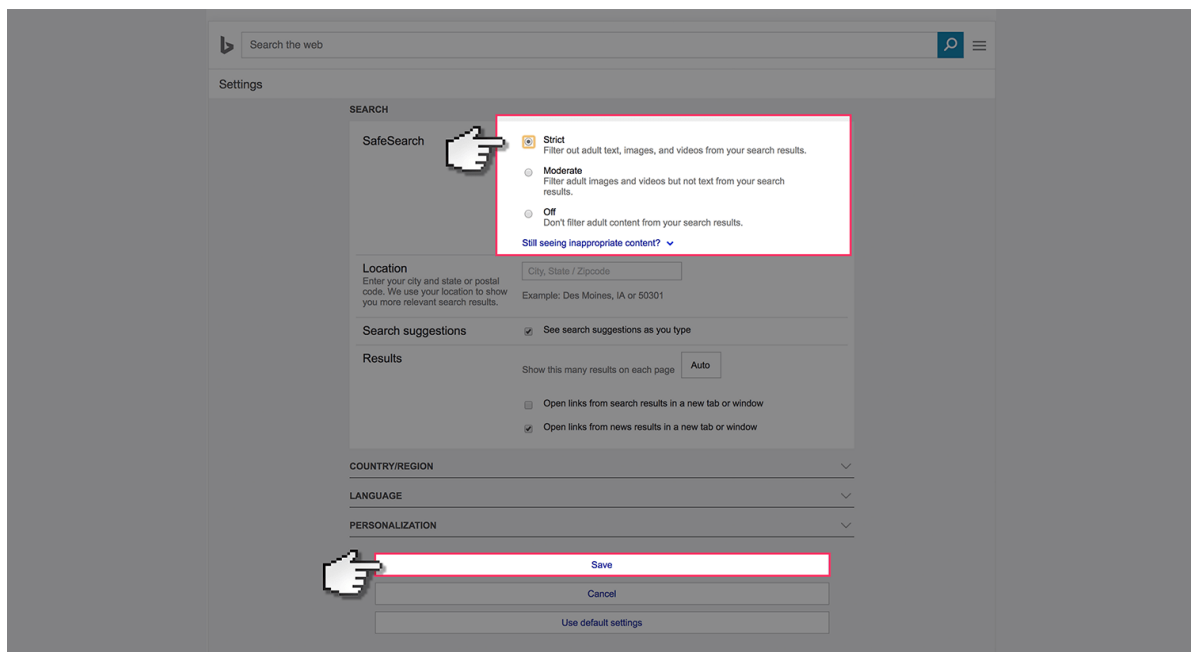 Search the web
Settings
SEARCH
SafeSearch
Strict
Filter out adult text, images, and videos from your search results.
Moderate
Filter adult images and videos but not text from your search
results.
Off
Don't filter adult content from your search results.
Still seeing inappropriate content?
Location
Enter your city and state or postal
code. We use your location to show
you more relevant search results.
City, State / Zipcode
Example: Des Moines, IA or 50301
Search suggestions
See search suggestions as you type
Results
Show this many results on each page
Auto
Open links from search results in a new tab or window
Open links from news results in a new tab or window
COUNTRY/REGION
LANGUAGE
PERSONALIZATION
Save
Cancel
Use default settings